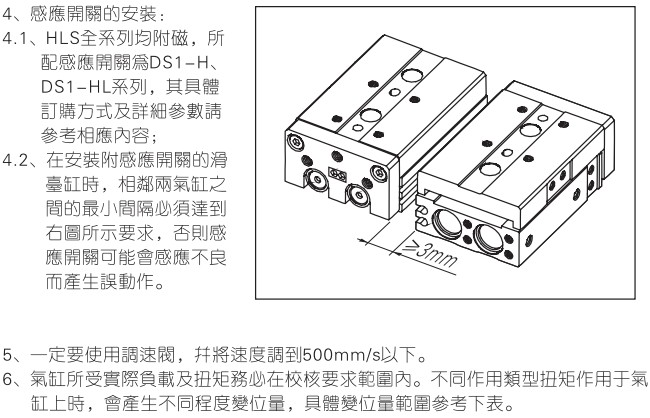 4、感應開關的安裝：
4.1、HLS全系列均附磁，所
配感應開關爲DS1-H、
DS1-HL系列，其具體
訂購方式及詳細參數請
參考相應內容；
4.2、在安裝附感應開關的滑
臺缸時，相鄰兩氣缸之
間的最小間隔必須達到
右圖所示要求，否則感
應開關可能會感應不良
而產生誤動作。
≥3mm
5、一定要使用調速閥，幷將速度調到500mm/s以下。
6、氣缸所受實際負載及扭矩務必在校核要求範圍內。不同作用類型扭矩作用于氣
缸上時，會產生不同程度變位量，具體變位量範圍參考下表。